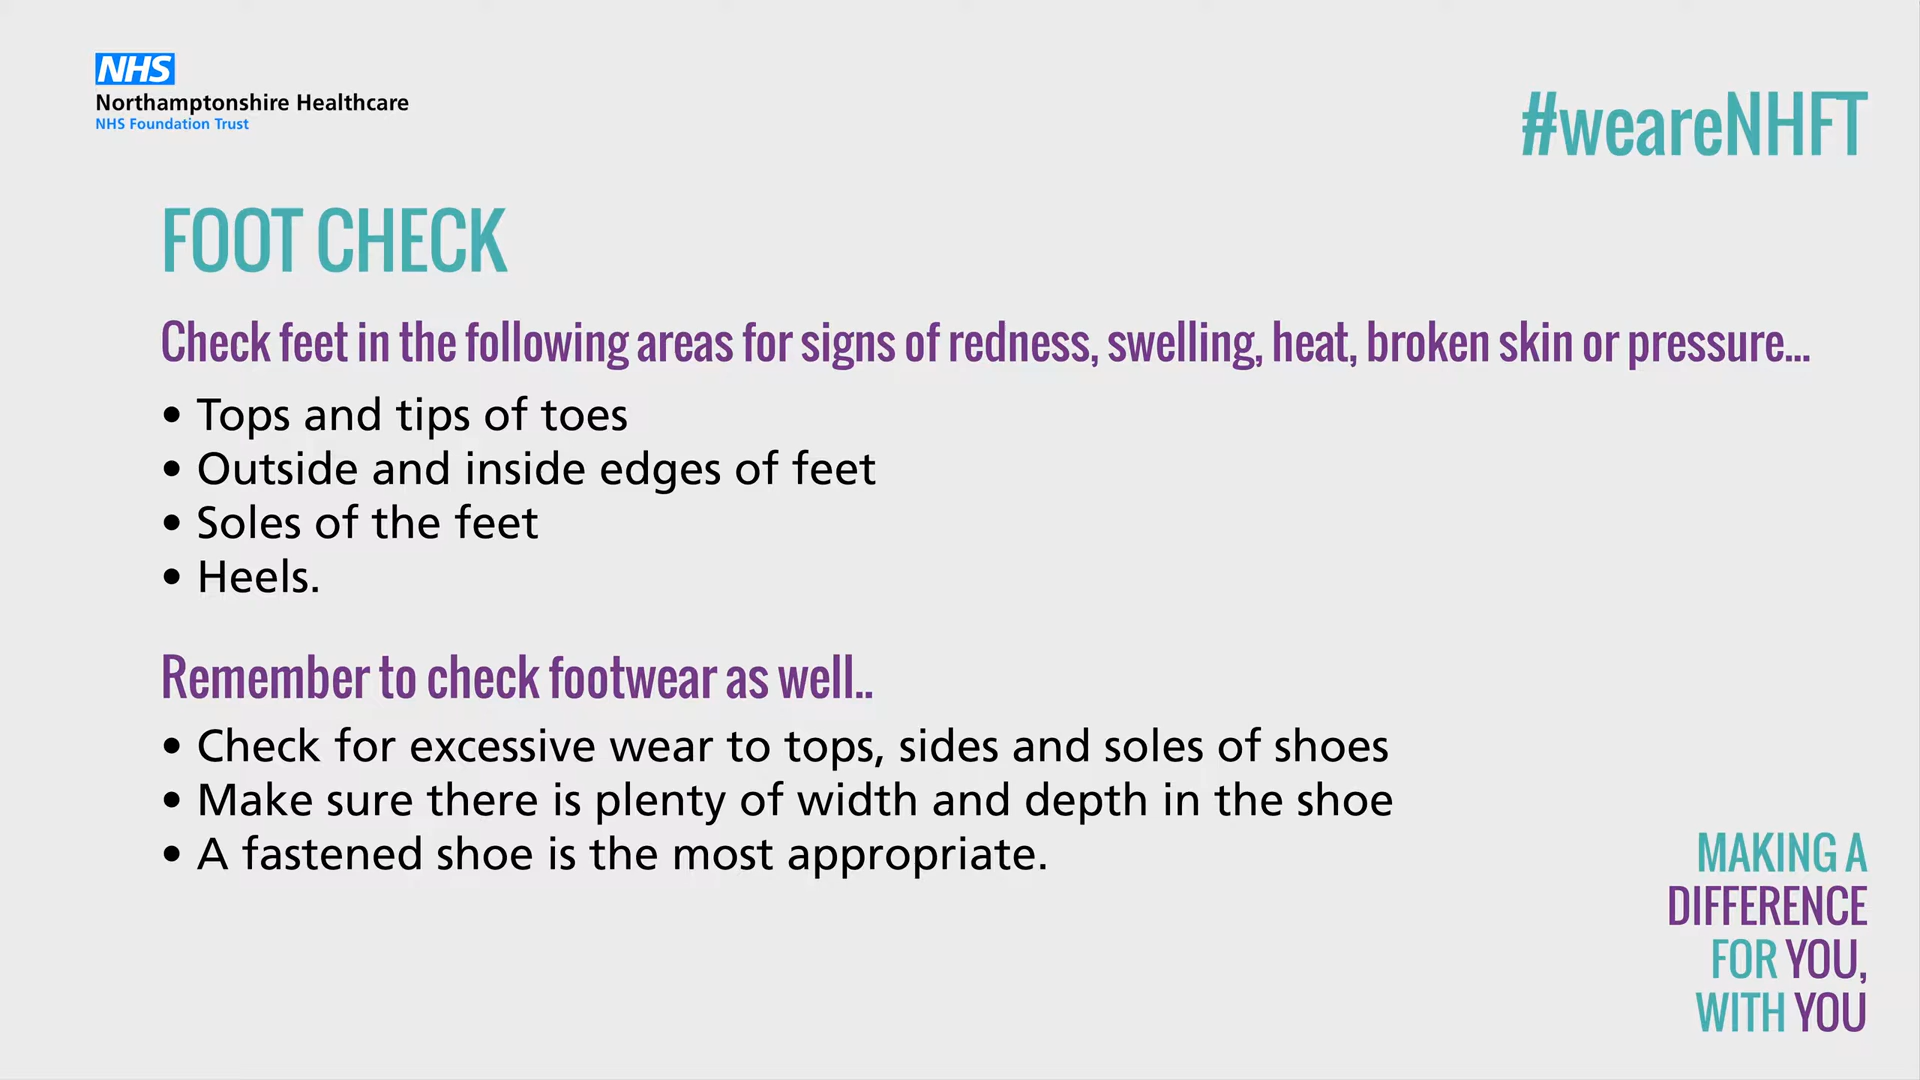 NHS
Northamptonshire Healthcare
NHS Foundation Trust
#weareNHFT
FOOT CHECK
Check feet in the following areas for signs of redness, swelling, heat, broken skin or pressure...
• Tops and tips of toes
• Outside and inside edges of feet
• Soles of the feet
• Heels.
Remember to check footwear as well..
• Check for excessive wear to tops, sides and soles of shoes
• Make sure there is plenty of width and depth in the shoe
• A fastened shoe is the most appropriate.
MAKING A
DIFFERENCE
FOR YOU,
WITH YOU